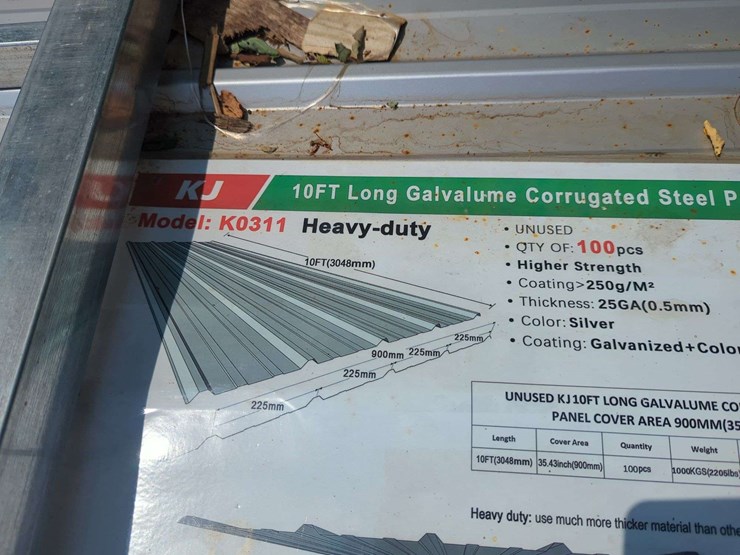 KJ
10FT Long Galvalume Corrugated Steel P
Model: K0311 Heavy-duty
• UNUSED
• QTY OF: 100pcs
• Higher Strength
• Coating>250g/M²
• Thickness: 25GA(0.5mm)
• Color: Silver
• Coating: Galvanized+Color
10FT(3048mm)
225mm
900mm
225mm
225mm
225mm
UNUSED KJ 10FT LONG GALVALUME CO
PANEL COVER AREA 900MM(35
Length Cover Area Quantity Weight
10FT(3048mm) 35.43inch(900mm) 100pcs 1000KGS(2205lbs)
Heavy duty: use much more thicker material than othe